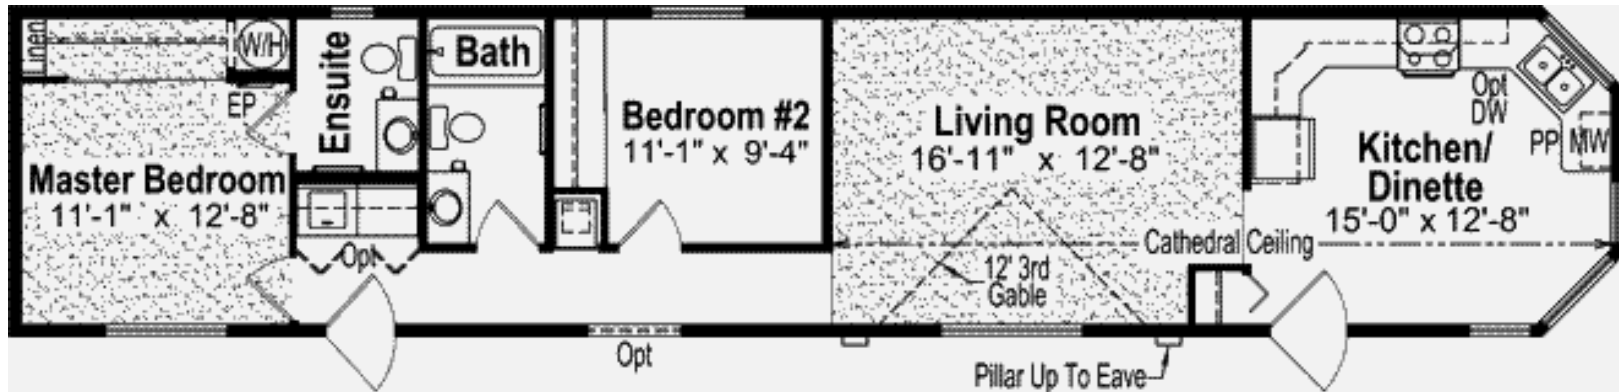 Linen
W/H
EP
Master Bedroom
11'-1" x 12'-8"
Ensuite
Opt
Bath
Bedroom #2
11'-1" x 9'-4"
Opt
Living Room
16'-11" x 12'-8"
12' 3rd
Gable
Cathedral Ceiling
Pillar Up To Eave
Opt
DW
PP
MW
Kitchen/
Dinette
15'-0" x 12'-8"